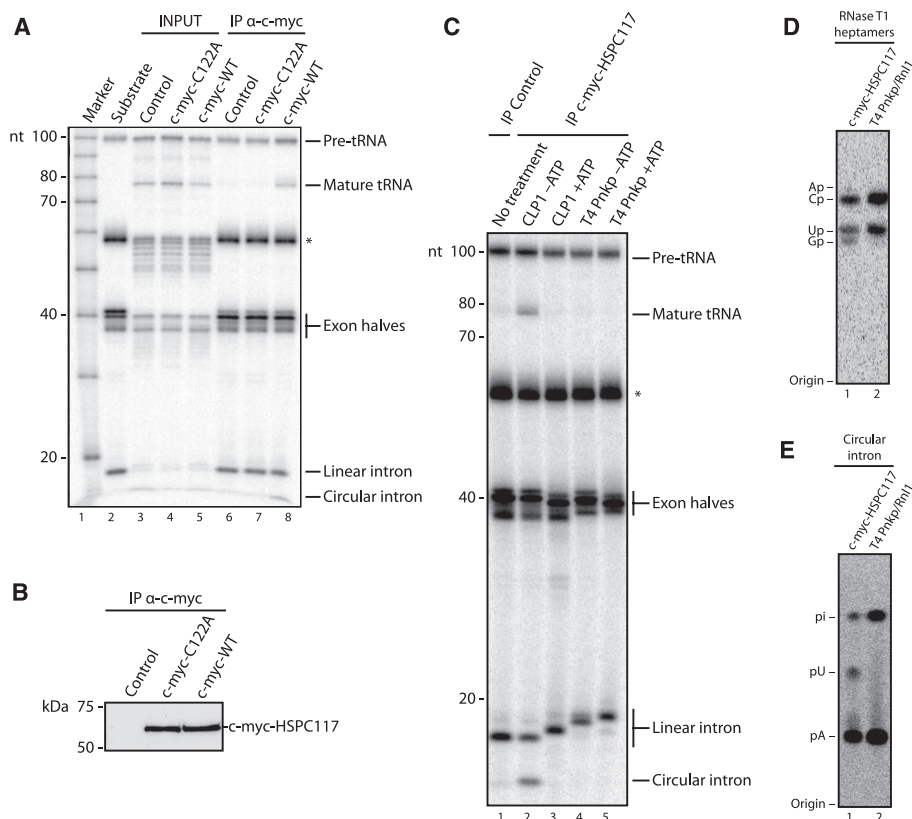 A
INPUT
IP α-c-myc
Marker
Substrate
Control
c-myc-C122A
c-myc-WT
Control
c-myc-C122A
c-myc-WT
nt 100
80
70
40
20
Pre-tRNA
Mature tRNA
*
Exon halves
Linear intron
Circular intron
1 2 3 4 5 6 7 8
B
IP α-c-myc
Control
c-myc-C122A
c-myc-WT
kDa 75
50
c-myc-HSPC117
C
IP Control
IP c-myc-HSPC117
No treatment
CLP1 –ATP
CLP1 +ATP
T4 Pnkp –ATP
T4 Pnkp +ATP
nt 100
80
70
40
20
Pre-tRNA
Mature tRNA
*
Exon halves
Linear intron
Circular intron
1 2 3 4 5
D
RNase T1
heptamers
c-myc-HSPC117
T4 Pnkp/Rnl1
Ap
Cp
Up
Gp
Origin
1 2
E
Circular
intron
c-myc-HSPC117
T4 Pnkp/Rnl1
pi
pU
pA
Origin
1 2